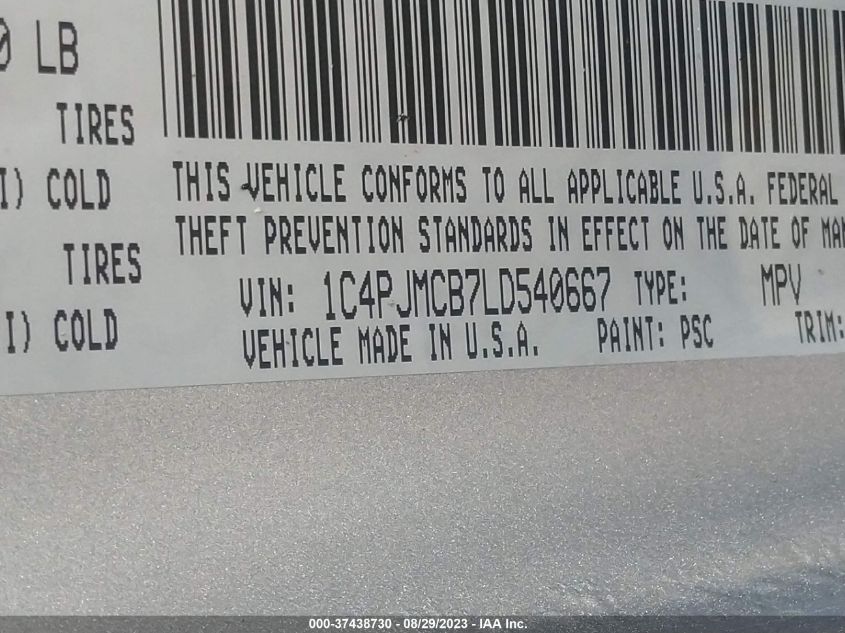 0 LB
TIRES
I) COLD
TIRES
I) COLD
THIS VEHICLE CONFORMS TO ALL APPLICABLE U.S.A. FEDERAL
THEFT PREVENTION STANDARDS IN EFFECT ON THE DATE OF MAN
VIN: 1C4PJMCB7LD540667 TYPE: MPV
VEHICLE MADE IN U.S.A. PAINT: PSC TRIM:
000-37438730 - 08/29/2023 - IAA Inc.